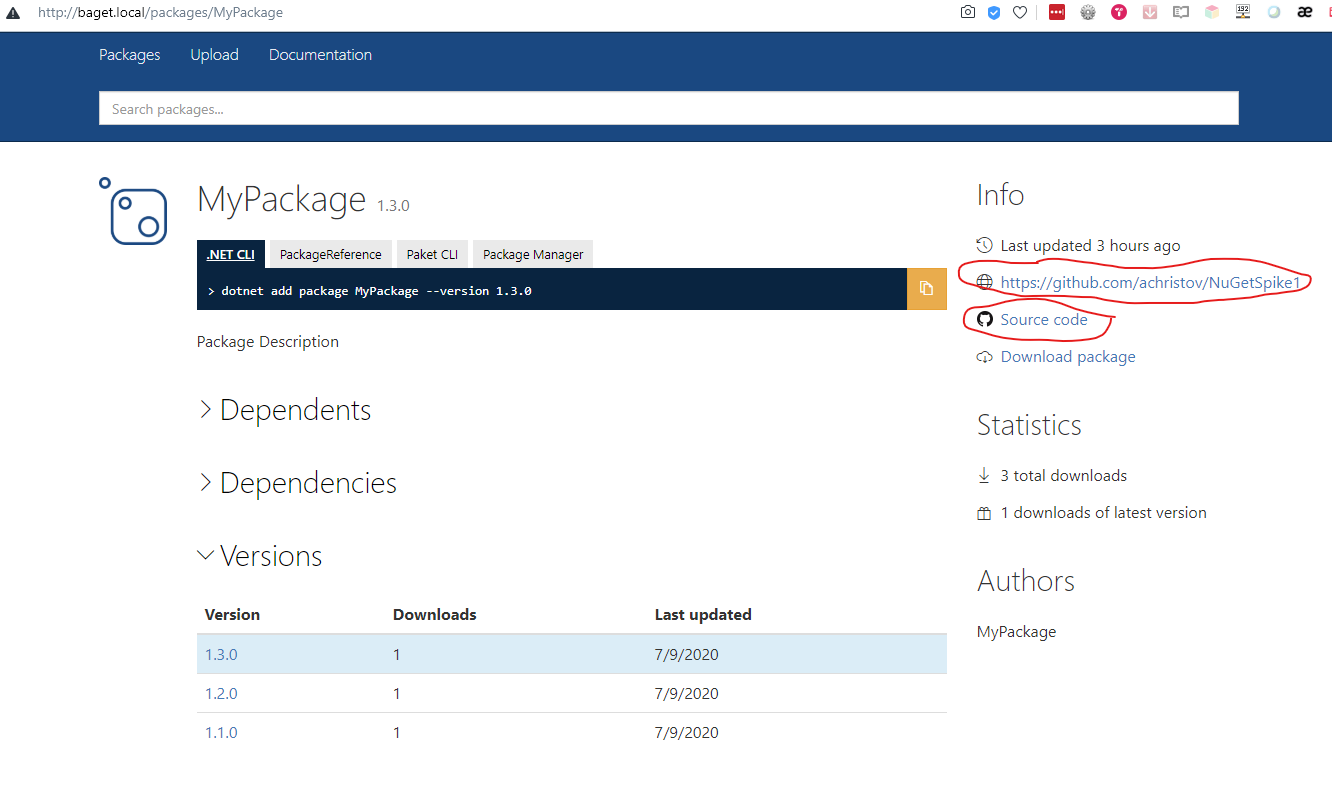 http://baget.local/packages/MyPackage
192
æ
Packages Upload Documentation
Search packages...
MyPackage 1.3.0
.NET CLI PackageReference Paket CLI Package Manager
> dotnet add package MyPackage --version 1.3.0
Package Description
Dependents
Dependencies
Versions
Version Downloads Last updated
1.3.0 1 7/9/2020
1.2.0 1 7/9/2020
1.1.0 1 7/9/2020
Info
Last updated 3 hours ago
https://github.com/achristov/NuGetSpike1
Source code
Download package
Statistics
3 total downloads
1 downloads of latest version
Authors
MyPackage